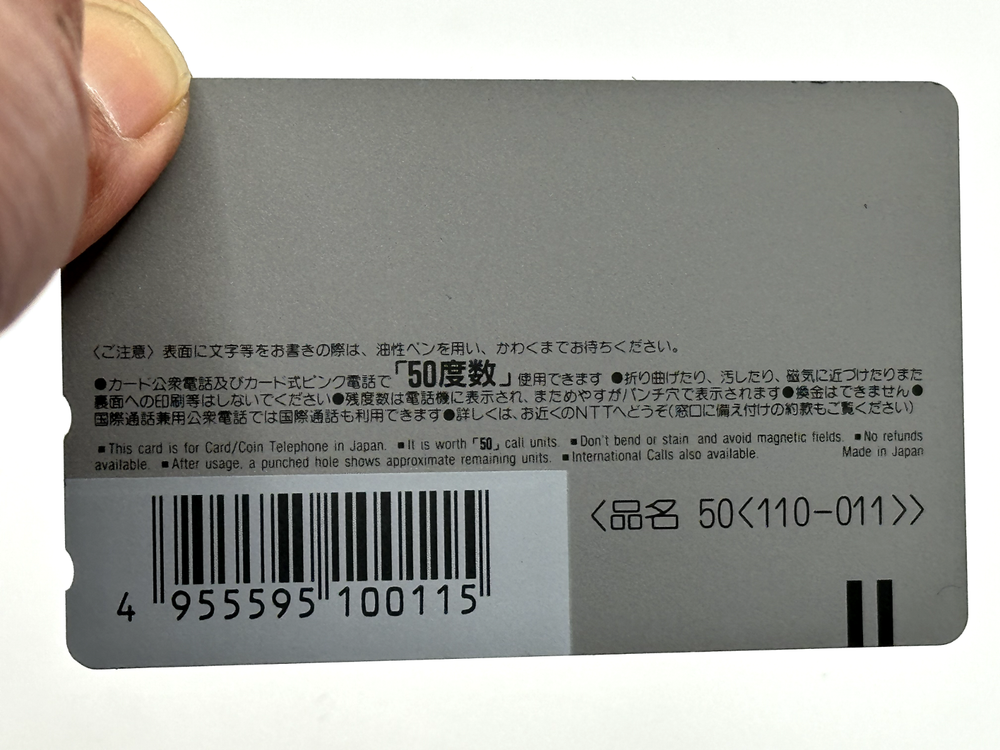 〈ご注意〉表面に文字等をお書きの際は、油性ペンを用い、かわくまでお待ちください。
●カード公衆電話及びカード式ピンク電話で「50度数」使用できます ●折り曲げたり、汚したり、磁気に近づけたりまた
裏面への印刷等はしないでください●残度数は電話機に表示され、まためやすがパンチ穴で表示されます●換金はできません●
国際通話兼用公衆電話では国際通話も利用できます●詳しくは、お近くのNTTへどうぞ(窓口に備え付けの約款もご覧ください)
■This card is for Card/Coin Telephone in Japan. ■It is worth「50」call units. ■Don't bend or stain and avoid magnetic fields. ■No refunds
available. ■After usage, a punched hole shows approximate remaining units. ■International Calls also available. Made in Japan
〈品名 50〈110-011〉〉
4 955595 100115